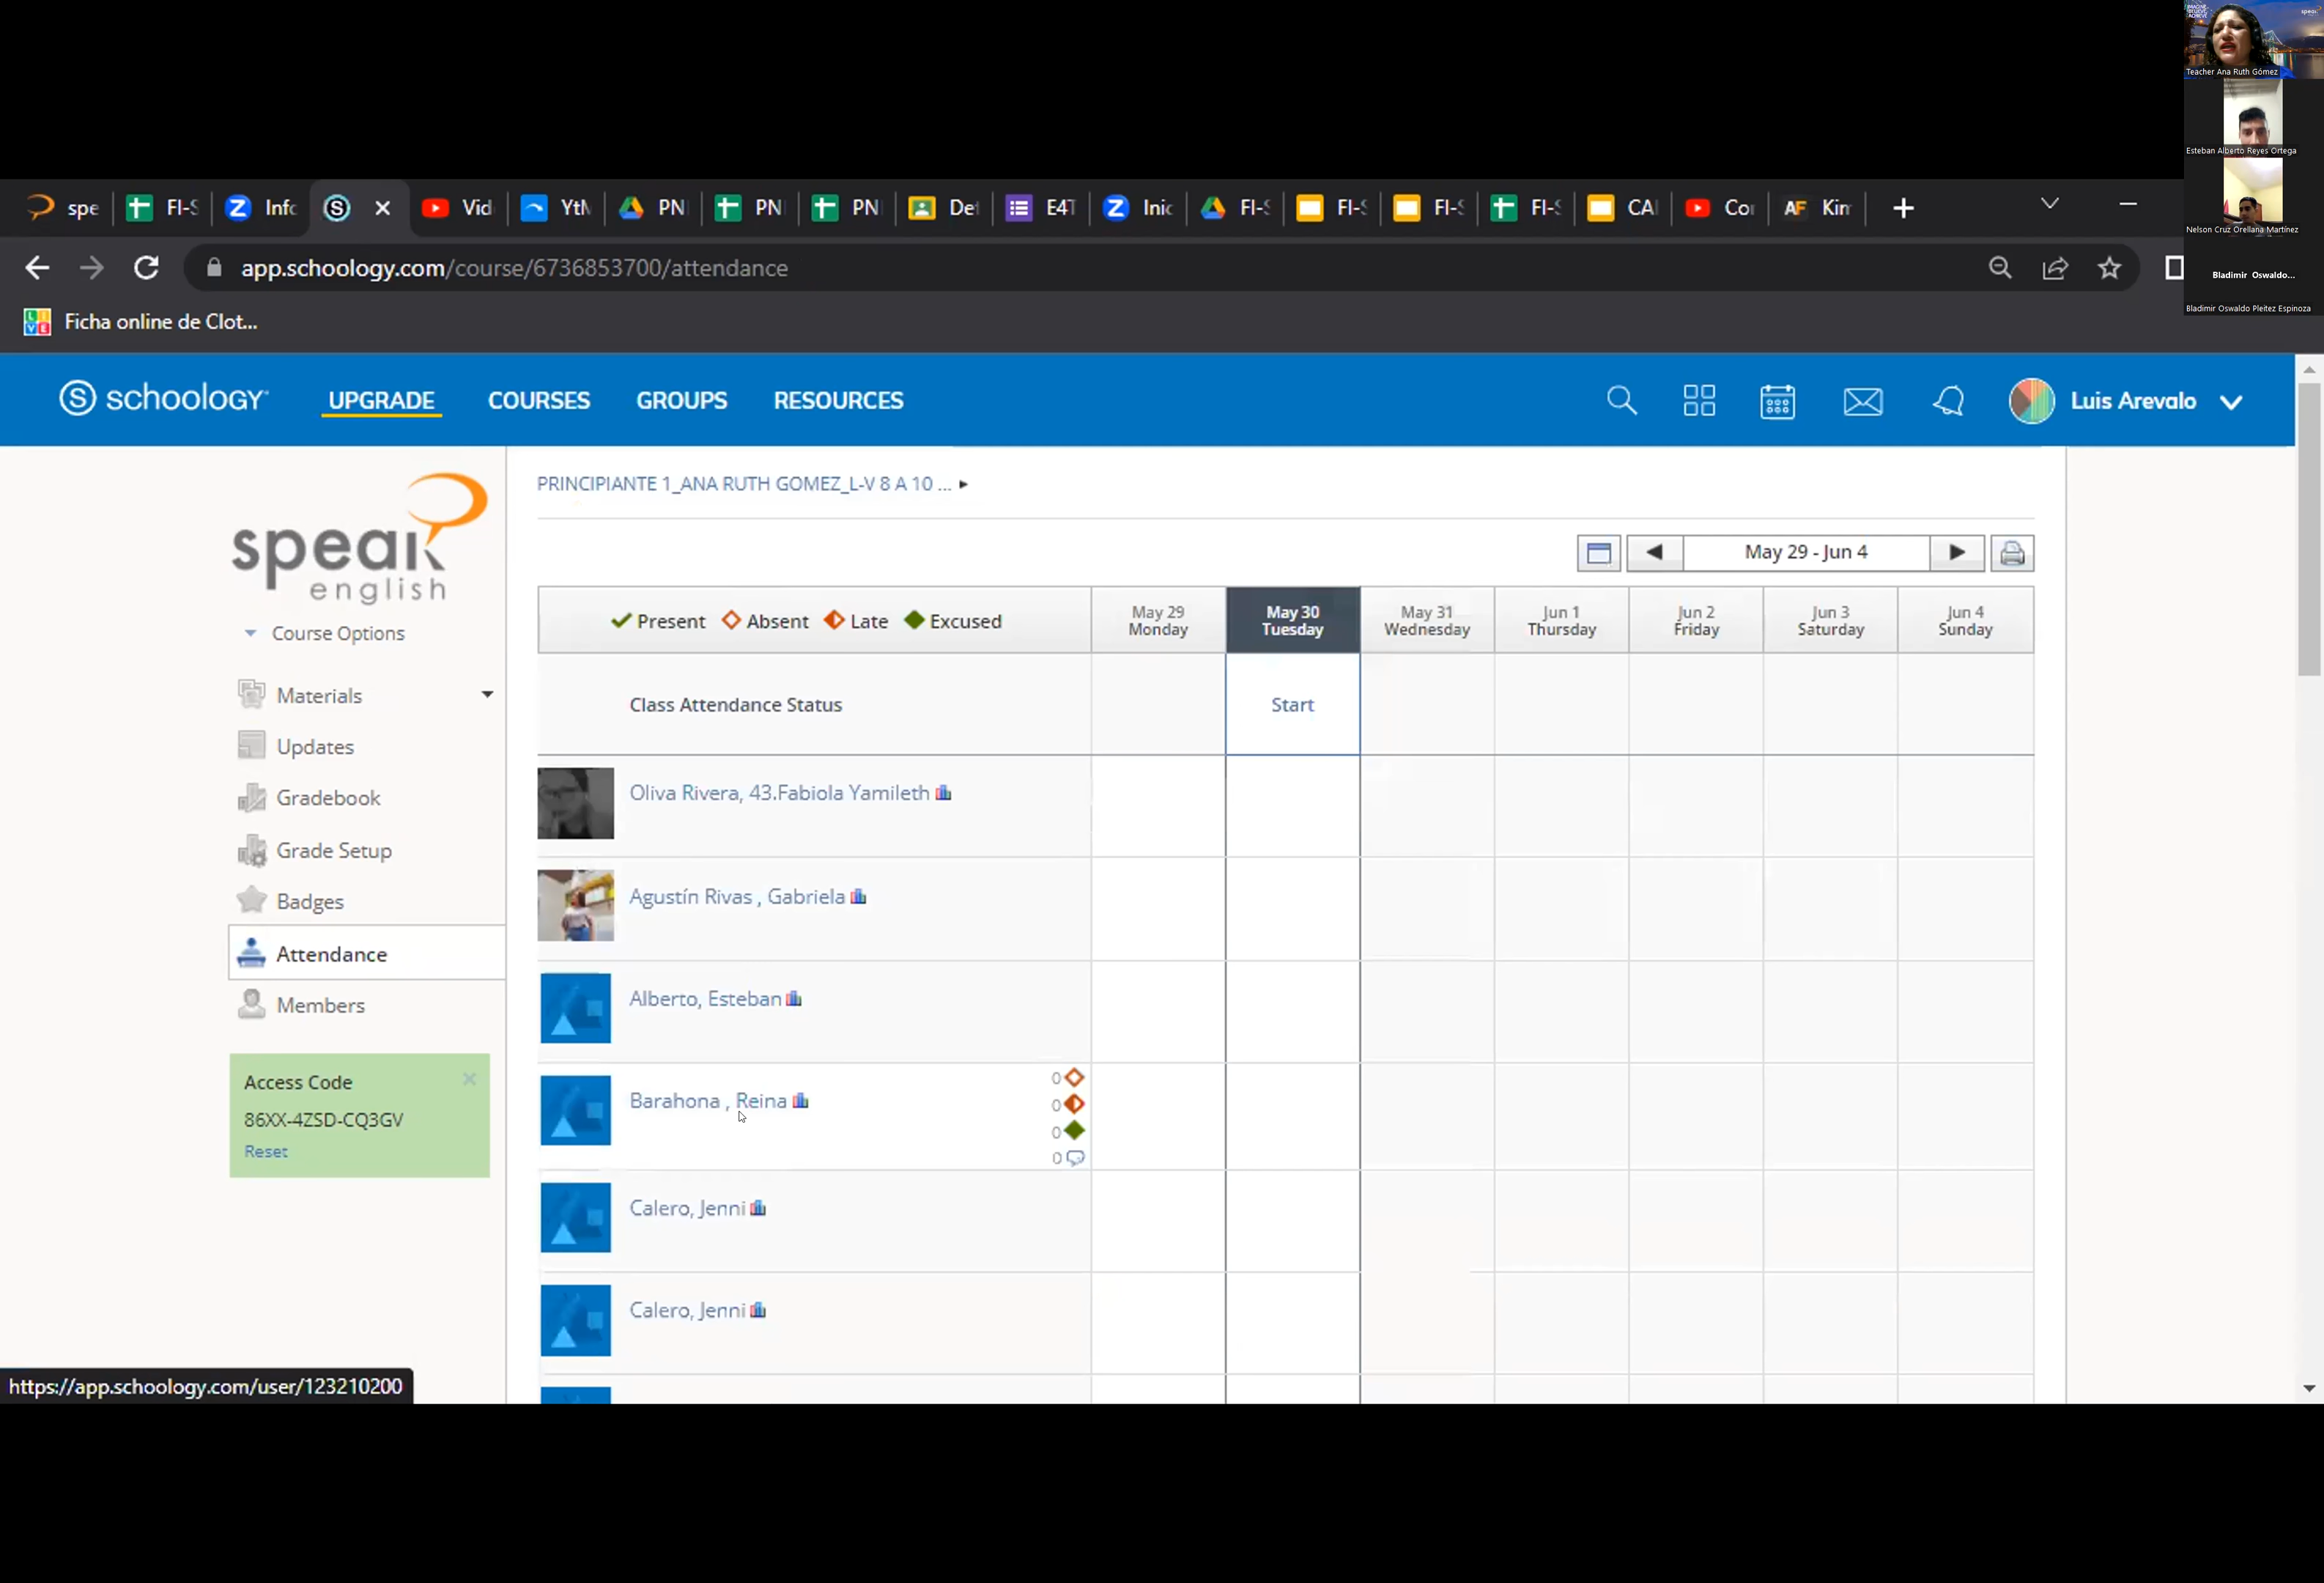 Teacher Ana Ruth Gómez
Esteban Alberto Reyes Ortega
Nelson Cruz Orellana Martínez
Bladimir Oswaldo...
Bladimir Oswaldo Pleitez Espinoza
spe
FI-S
Info
Vid
YtM
PN
PN
PN
De
E4T
Inic
FI-S
FI-S
FI-S
FI-S
CA
Co
AF Kim
app.schoology.com/course/6736853700/attendance
LIVE Ficha online de Clot...
schoology UPGRADE COURSES GROUPS RESOURCES Luis Arevalo
speak
english
Course Options
Materials
Updates
Gradebook
Grade Setup
Badges
Attendance
Members
Access Code
86XX-4ZSD-CQ3GV
Reset
PRINCIPIANTE 1_ANA RUTH GOMEZ_L-V 8 A 10 ...
May 29 - Jun 4
Present Absent Late Excused
May 29
Monday
May 30
Tuesday
May 31
Wednesday
Jun 1
Thursday
Jun 2
Friday
Jun 3
Saturday
Jun 4
Sunday
Class Attendance Status Start
Oliva Rivera, 43.Fabiola Yamileth
Agustín Rivas , Gabriela
Alberto, Esteban
Barahona , Reina
0
0
0
0
Calero, Jenni
Calero, Jenni
https://app.schoology.com/user/123210200